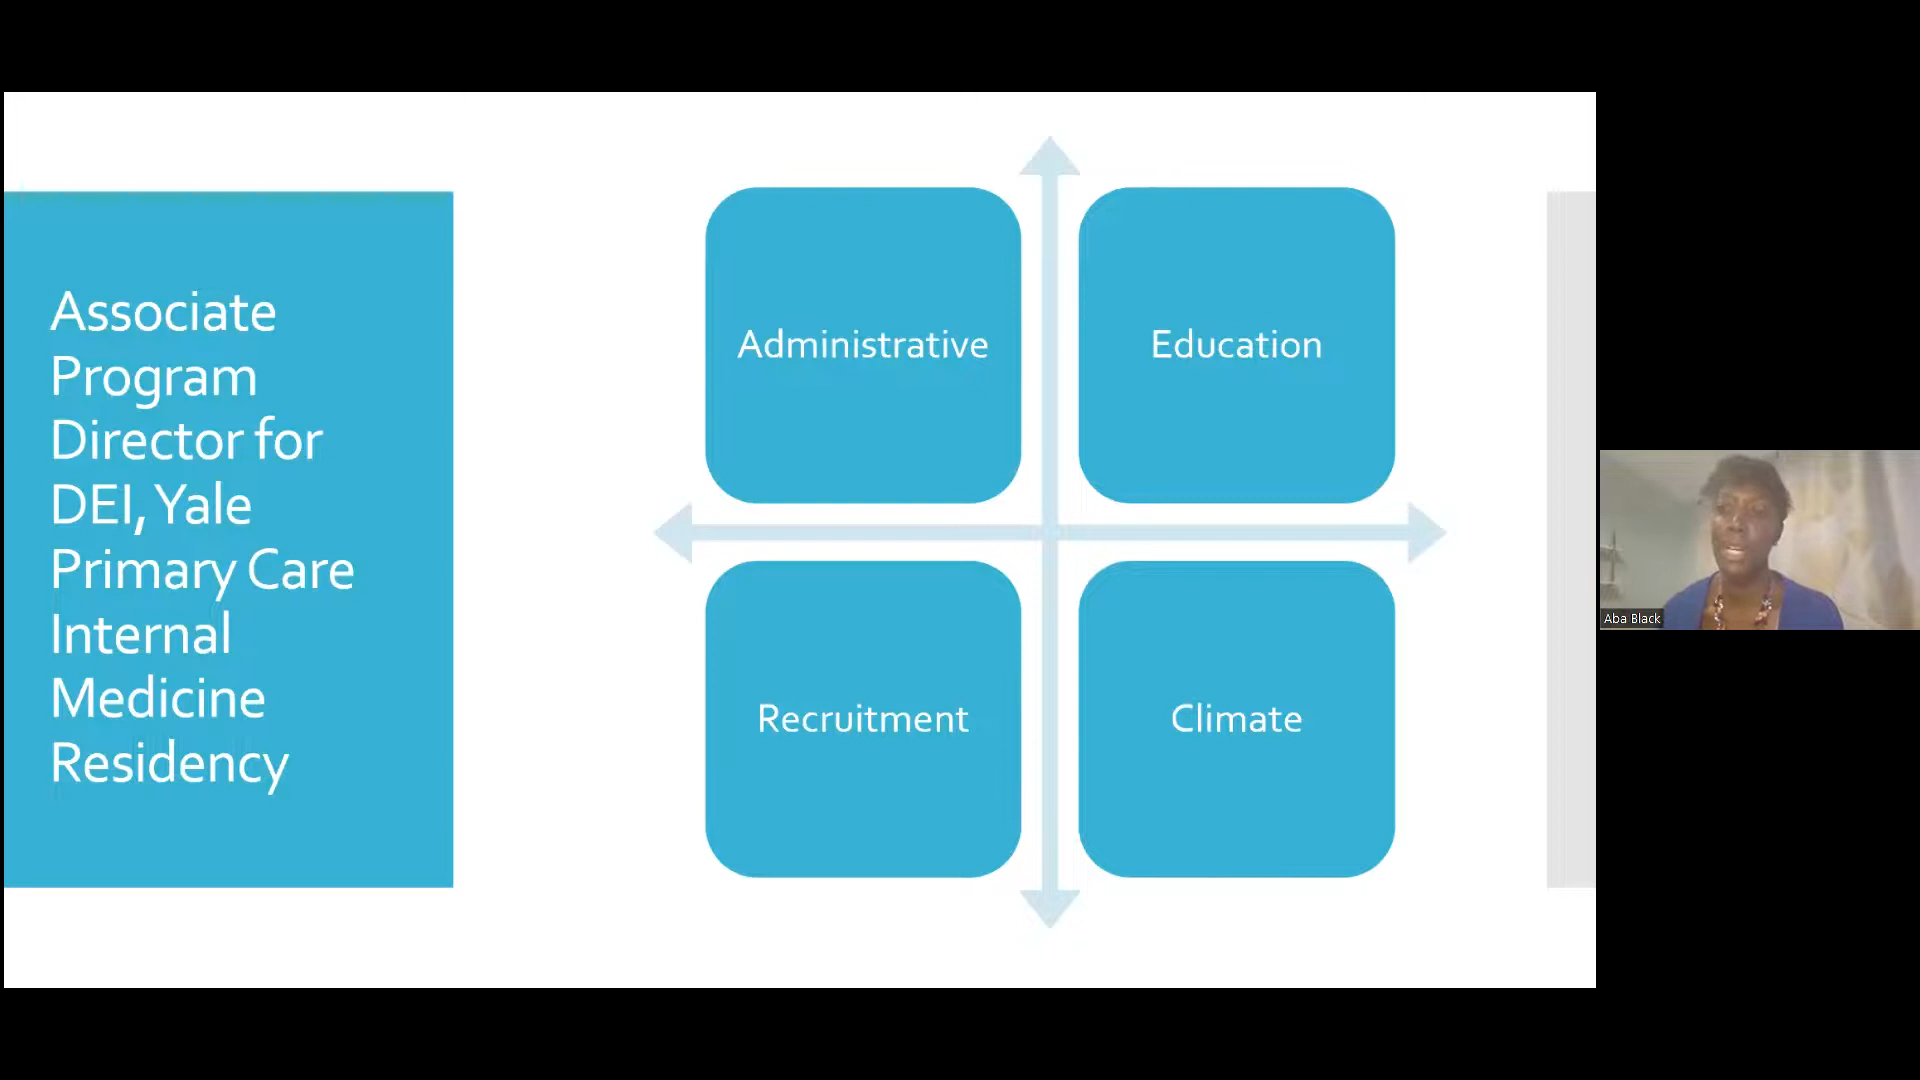 Associate
Program
Director for
DEI, Yale
Primary Care
Internal
Medicine
Residency
Administrative
Education
Recruitment
Climate
Aba Black